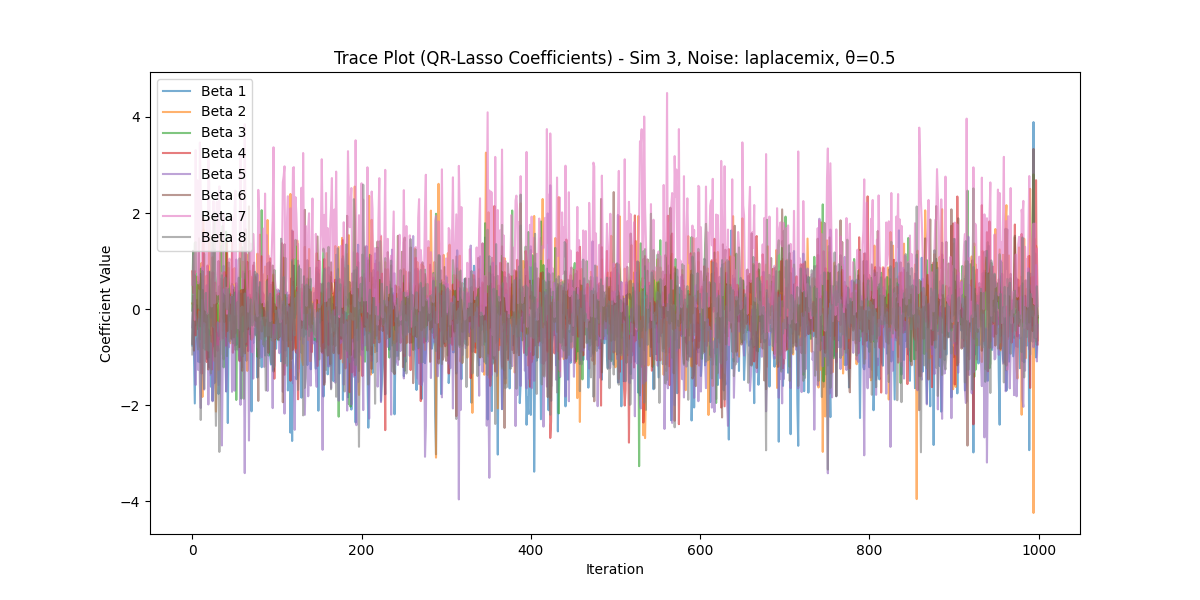 Trace Plot (QR-Lasso Coefficients) - Sim 3, Noise: laplacemix, θ=0.5
Beta 1
Beta 2
Beta 3
Beta 4
Beta 5
Beta 6
Beta 7
Beta 8
Coefficient Value
4
2
0
−2
−4
0
200
400
600
800
1000
Iteration